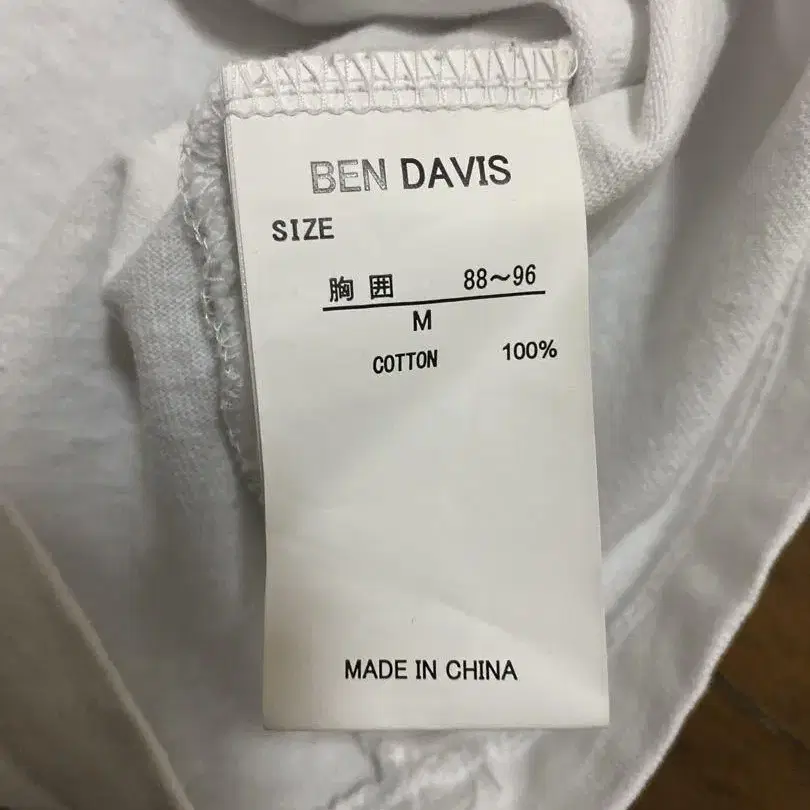 BEN DAVIS
SIZE
胸囲 88～96
M
COTTON 100%
MADE IN CHINA